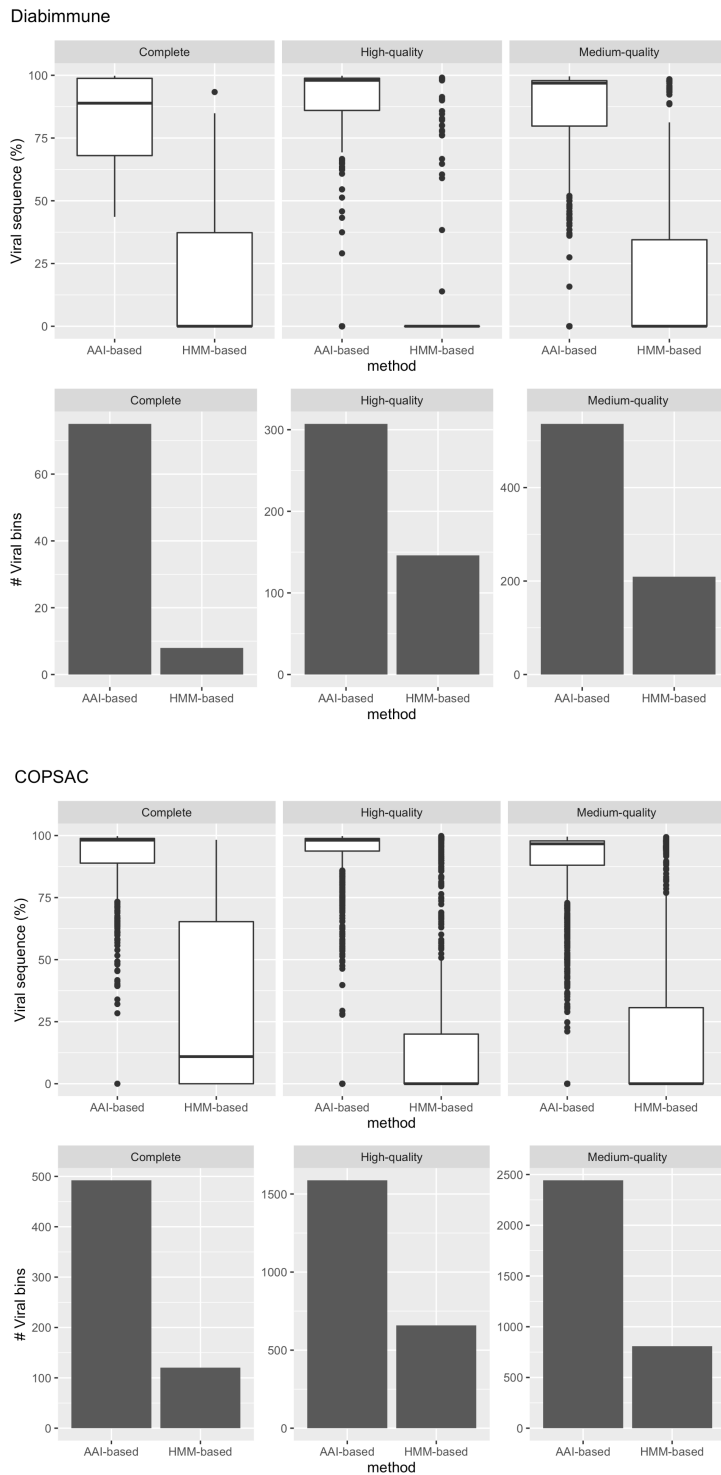 Diabimmune
Complete High-quality Medium-quality
Viral sequence (%)
100
75
50
25
0
AAI-based HMM-based AAI-based HMM-based AAI-based HMM-based
method
Complete High-quality Medium-quality
# Viral bins
60
40
20
0
300
200
100
0
400
200
0
AAI-based HMM-based AAI-based HMM-based AAI-based HMM-based
method
COPSAC
Complete High-quality Medium-quality
Viral sequence (%)
100
75
50
25
0
AAI-based HMM-based AAI-based HMM-based AAI-based HMM-based
method
Complete High-quality Medium-quality
# Viral bins
500
400
300
200
100
0
1500
1000
500
0
2500
2000
1500
1000
500
0
AAI-based HMM-based AAI-based HMM-based AAI-based HMM-based
method